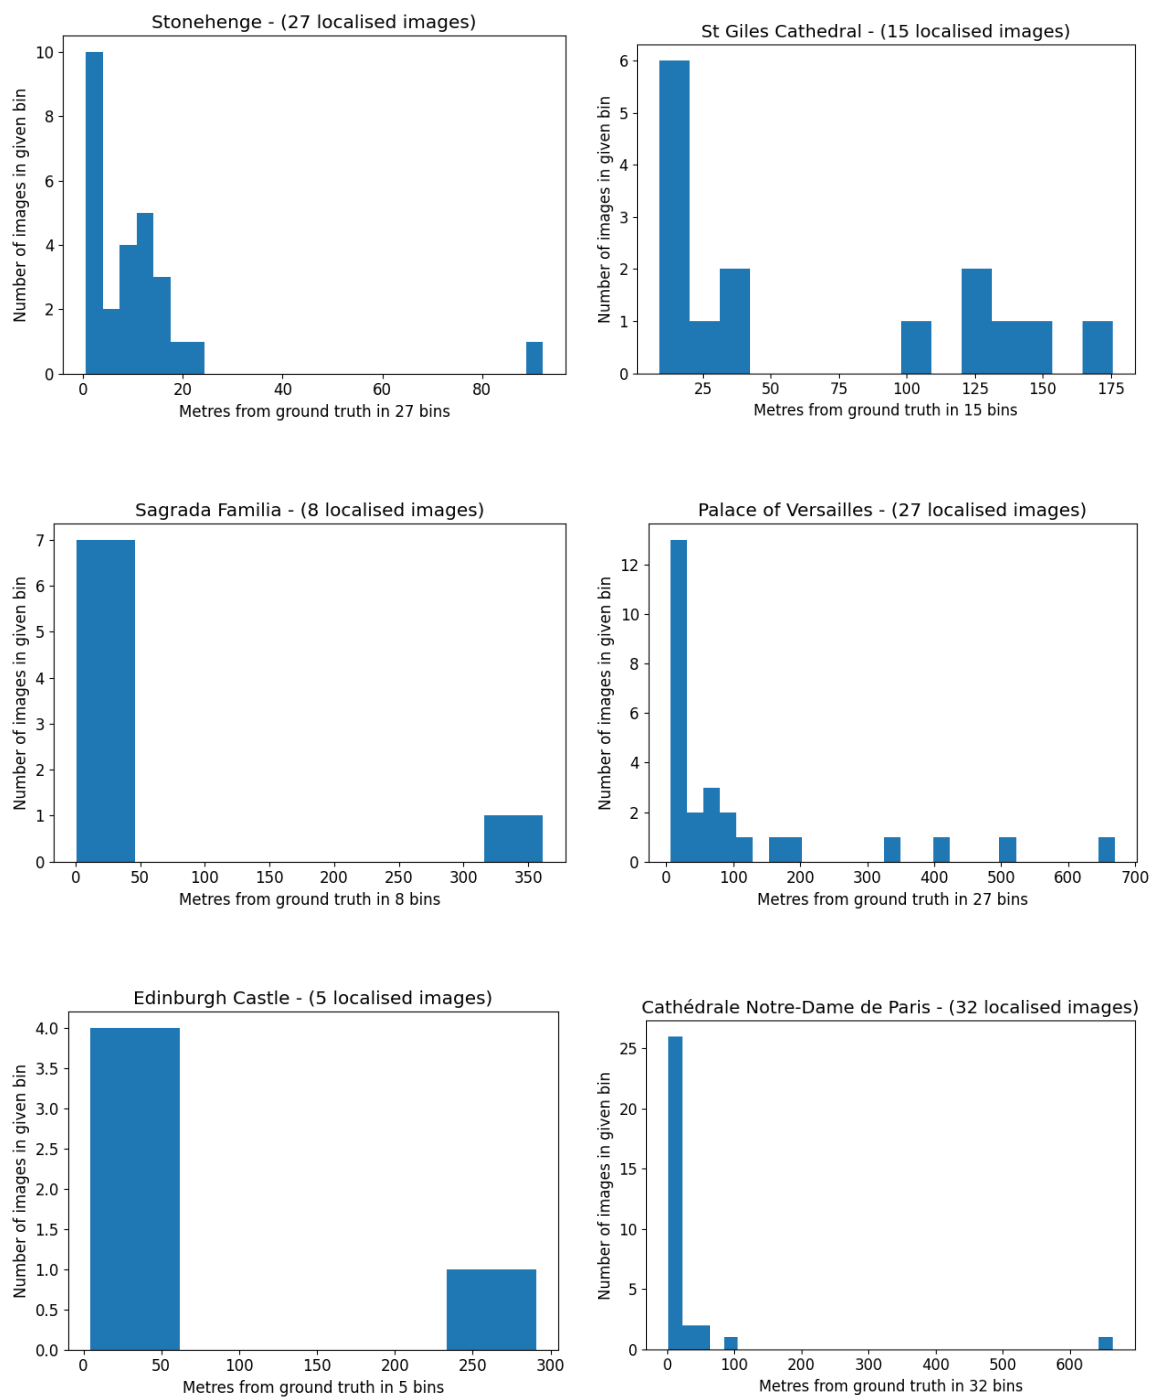 Stonehenge - (27 localised images)
10
8
6
4
2
0
Number of images in given bin
0 20 40 60 80
Metres from ground truth in 27 bins
St Giles Cathedral - (15 localised images)
6
5
4
3
2
1
0
Number of images in given bin
25 50 75 100 125 150 175
Metres from ground truth in 15 bins
Sagrada Familia - (8 localised images)
7
6
5
4
3
2
1
0
Number of images in given bin
0 50 100 150 200 250 300 350
Metres from ground truth in 8 bins
Palace of Versailles - (27 localised images)
12
10
8
6
4
2
0
Number of images in given bin
0 100 200 300 400 500 600 700
Metres from ground truth in 27 bins
Edinburgh Castle - (5 localised images)
4.0
3.5
3.0
2.5
2.0
1.5
1.0
0.5
0.0
Number of images in given bin
0 50 100 150 200 250 300
Metres from ground truth in 5 bins
Cathédrale Notre-Dame de Paris - (32 localised images)
25
20
15
10
5
0
Number of images in given bin
0 100 200 300 400 500 600
Metres from ground truth in 32 bins